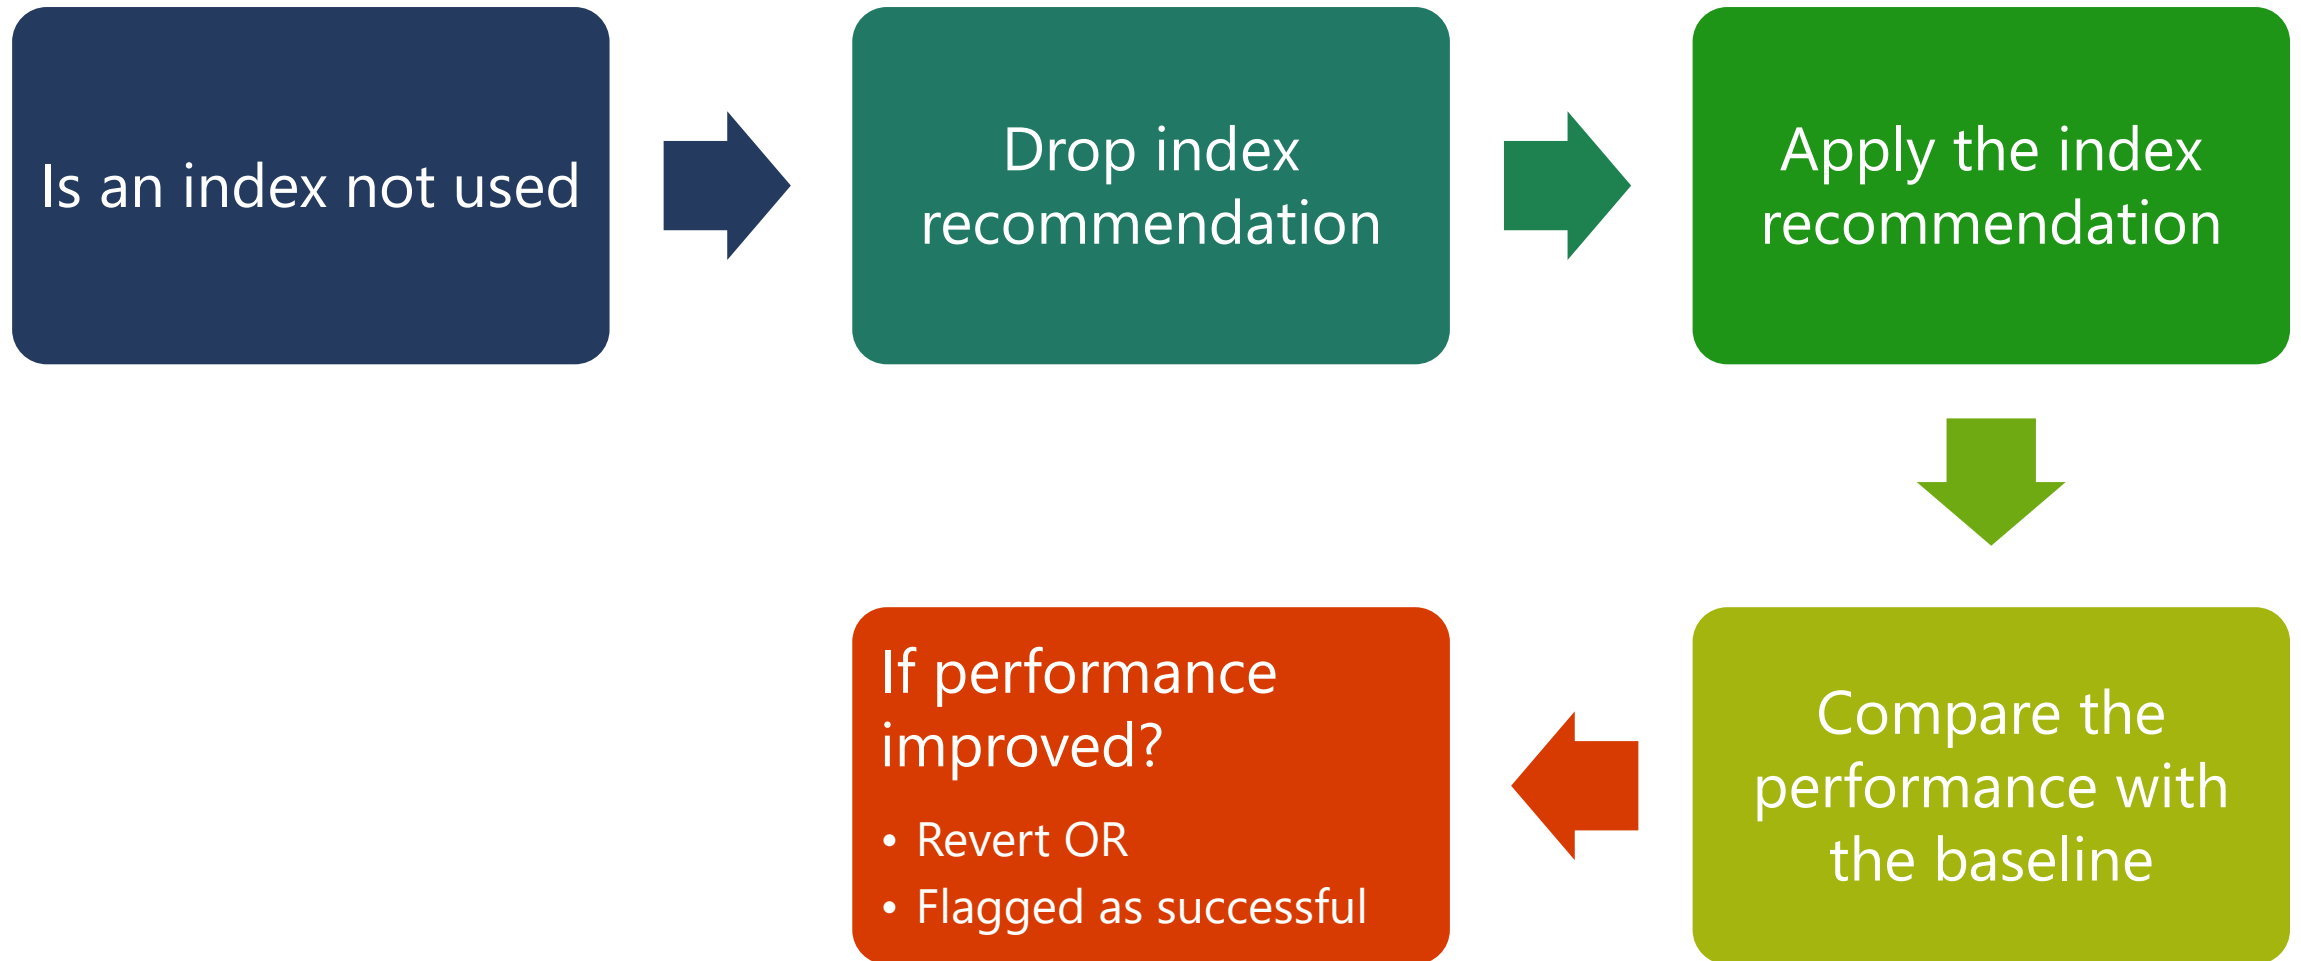 Is an index not used
Drop index
recommendation
Apply the index
recommendation
Compare the
performance with
the baseline
If performance
improved?
• Revert OR
• Flagged as successful